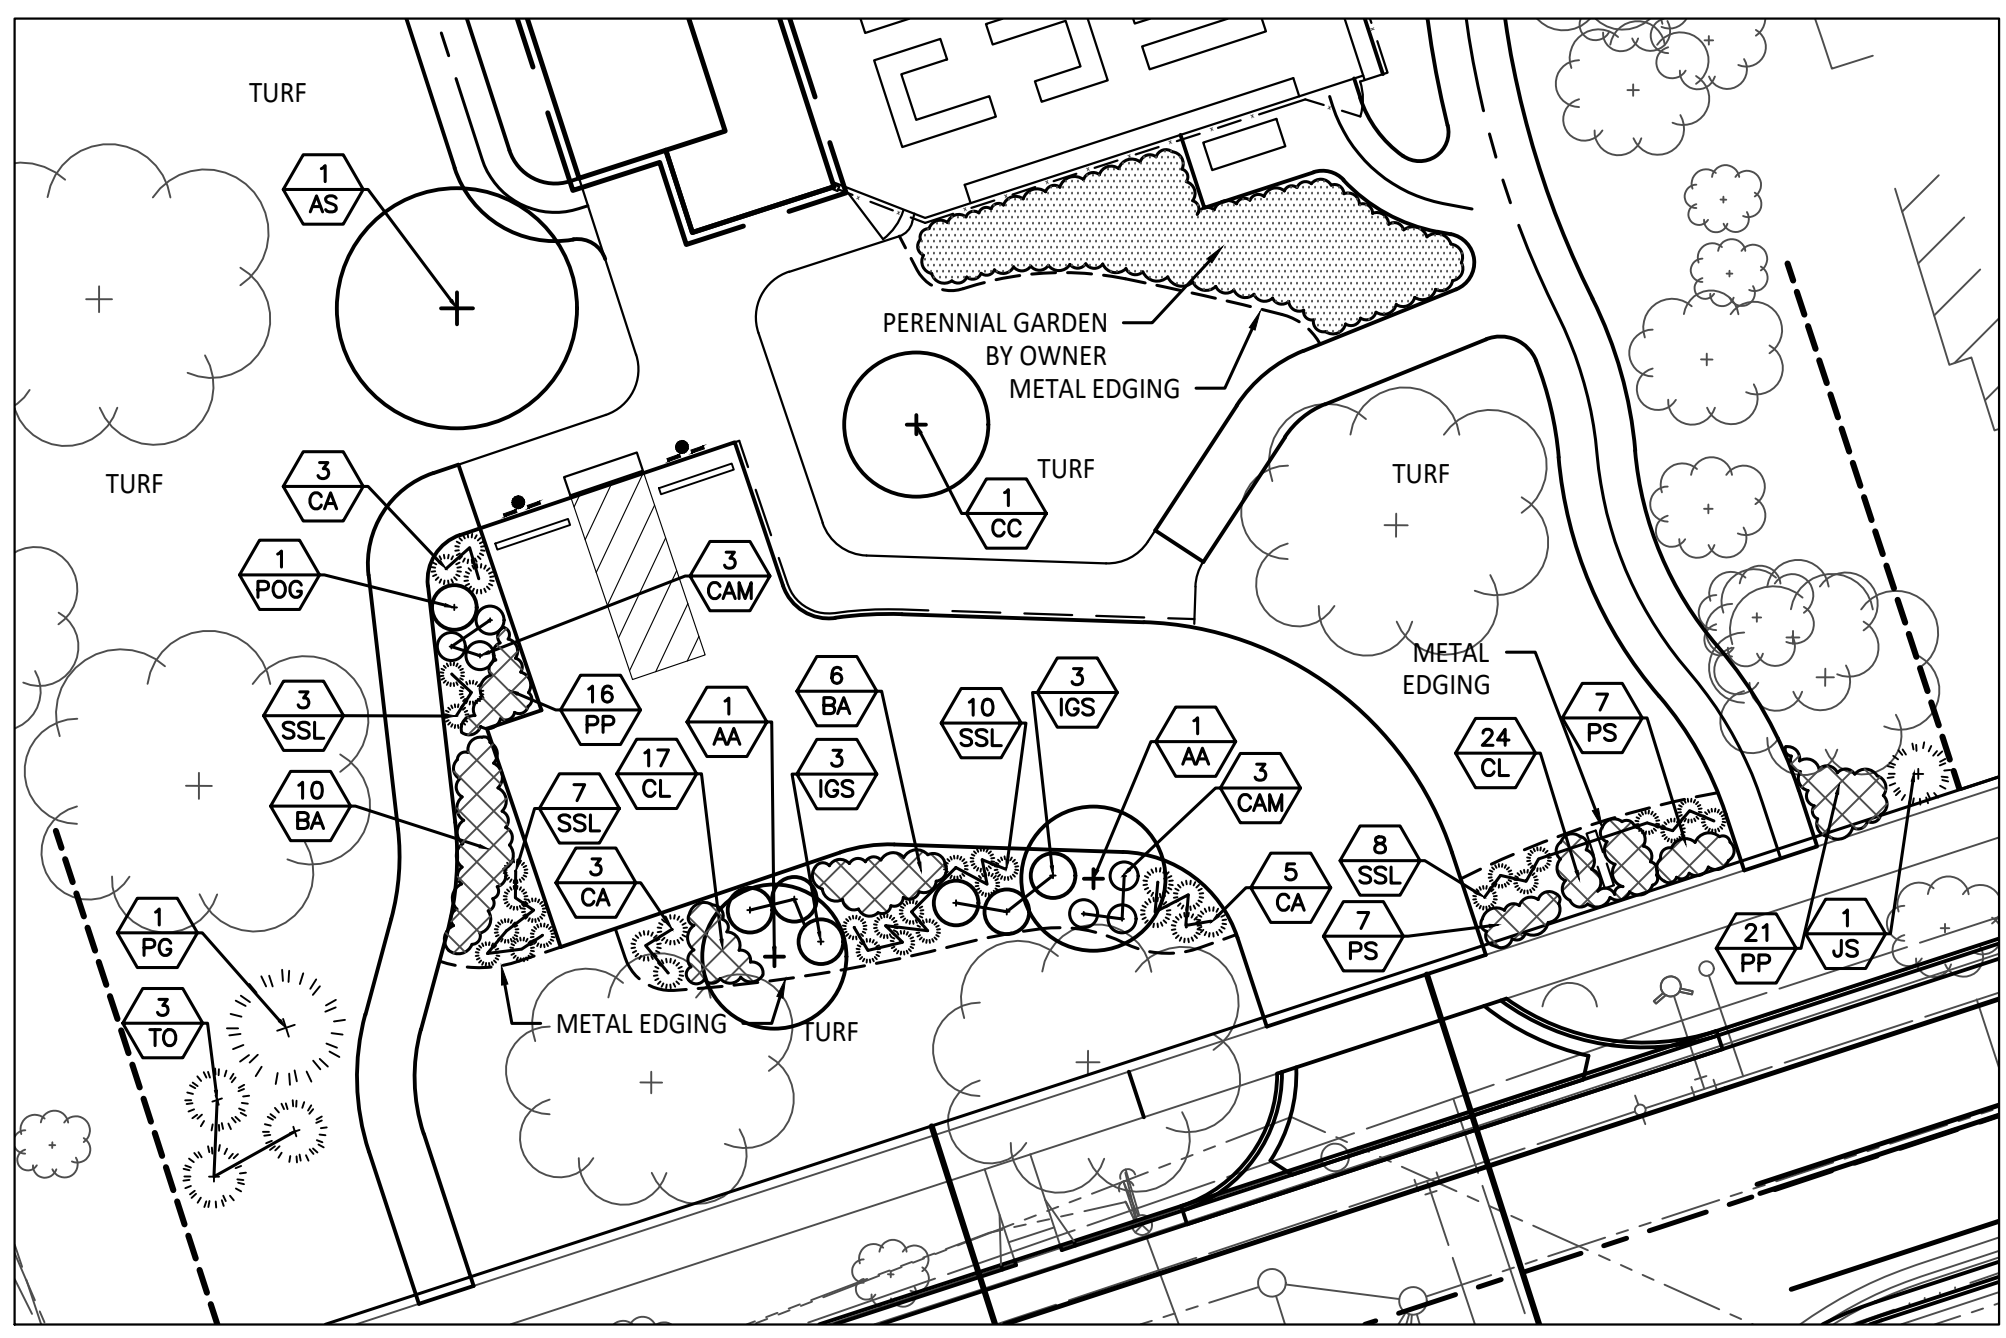 TURF
1
AS
PERENNIAL GARDEN
BY OWNER
METAL EDGING
TURF
TURF
TURF
3
CA
1
CC
1
POG
3
CAM
METAL
EDGING
3
SSL
16
PP
1
AA
6
BA
10
SSL
3
IGS
1
AA
7
PS
24
CL
10
BA
7
SSL
17
CL
3
IGS
3
CAM
3
CA
5
CA
8
SSL
7
PS
1
PG
21
PP
1
JS
3
TO
METAL EDGING
TURF